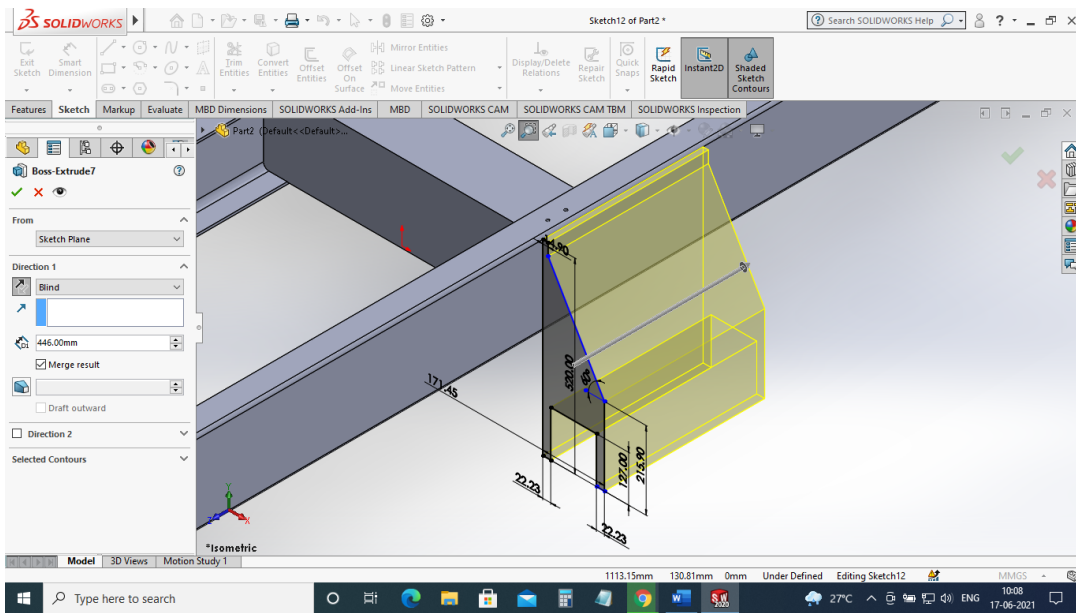 SOLIDWORKS
Sketch12 of Part2 *
Search SOLIDWORKS Help
Exit Sketch
Smart Dimension
Trim Entities
Convert Entities
Offset Entities
Offset On Surface
Mirror Entities
Linear Sketch Pattern
Move Entities
Display/Delete Relations
Repair Sketch
Quick Snaps
Rapid Sketch
Instant2D
Shaded Sketch Contours
Features Sketch Markup Evaluate MBD Dimensions SOLIDWORKS Add-Ins MBD SOLIDWORKS CAM SOLIDWORKS CAM TBM SOLIDWORKS Inspection
Part2 (Default<<Default>...
Boss-Extrude7
From
Sketch Plane
Direction 1
Blind
446.00mm
Merge result
Draft outward
Direction 2
Selected Contours
520.00
171.45
127.00
215.90
22.23
22.23
Y
Z
X
*Isometric
Model 3D Views Motion Study 1
1113.15mm 130.81mm 0mm Under Defined Editing Sketch12 MMGS
Type here to search
27°C ENG 10:08
17-06-2021